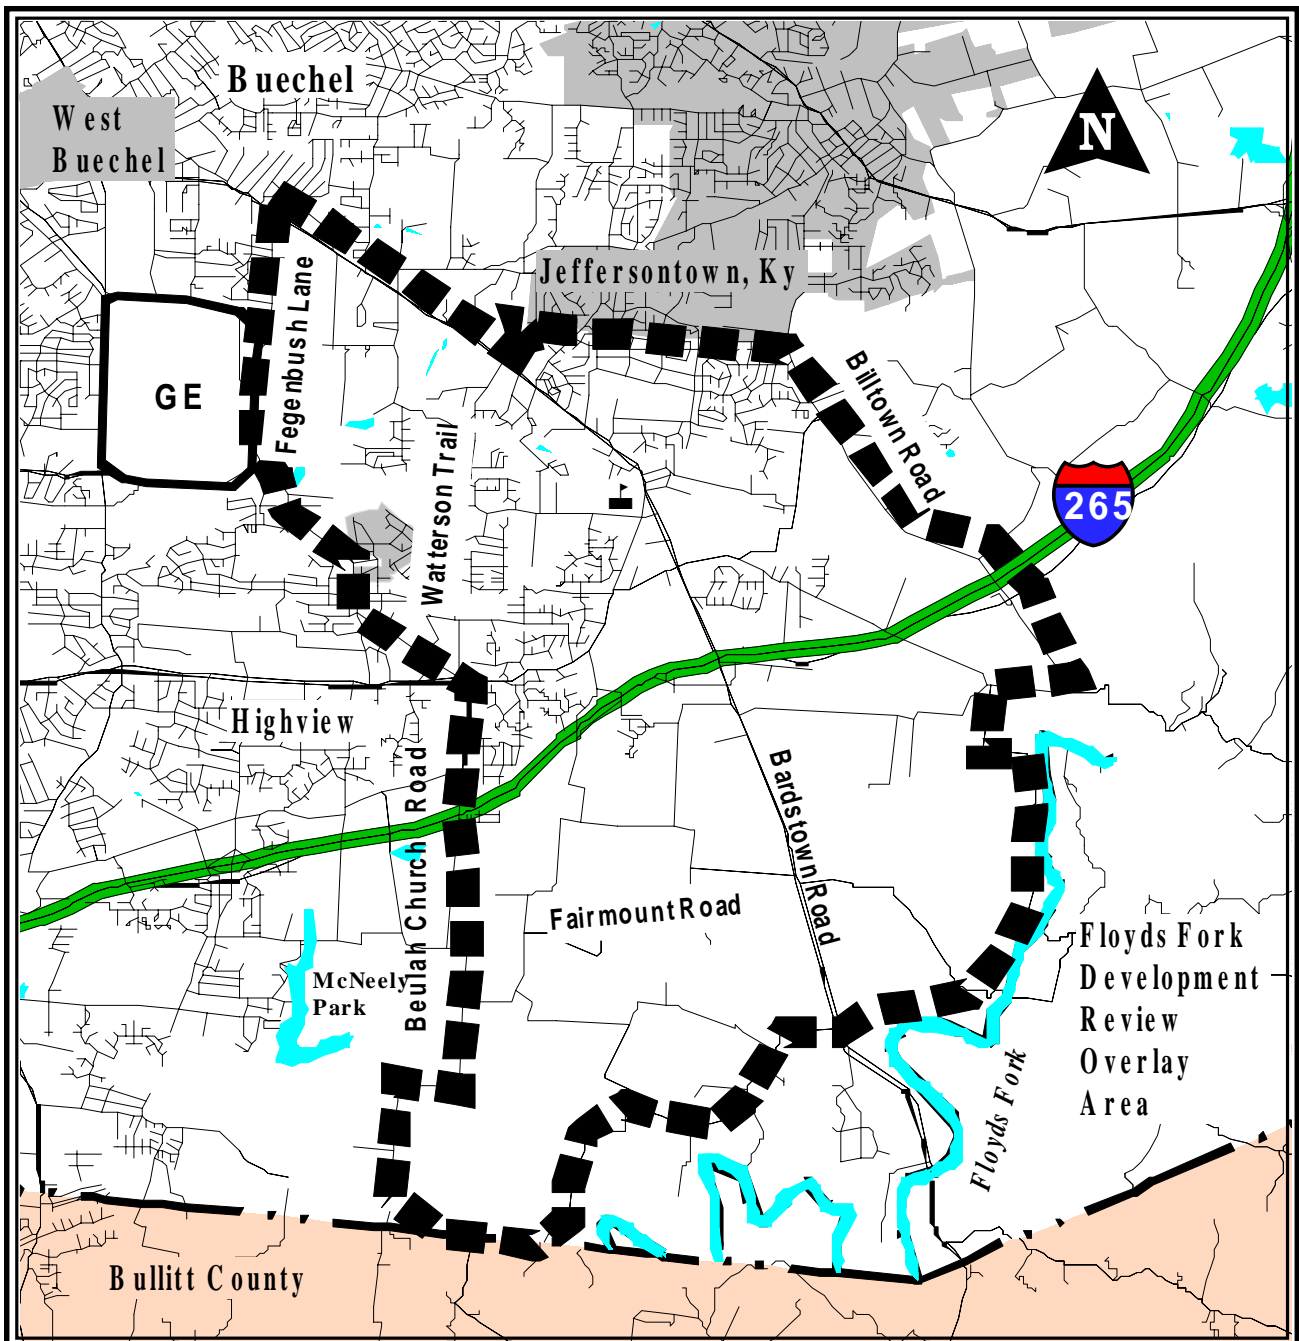 Buechel
West
Buechel
N
Jeffersontown, Ky
Fegenbush Lane
GE
Billtown Road
Watterson Trail
265
Highview
Beulah Church Road
Bardstown Road
Fairmount Road
McNeely
Park
Floyds Fork
Development
Review
Overlay
Area
Floyds Fork
Bullitt County